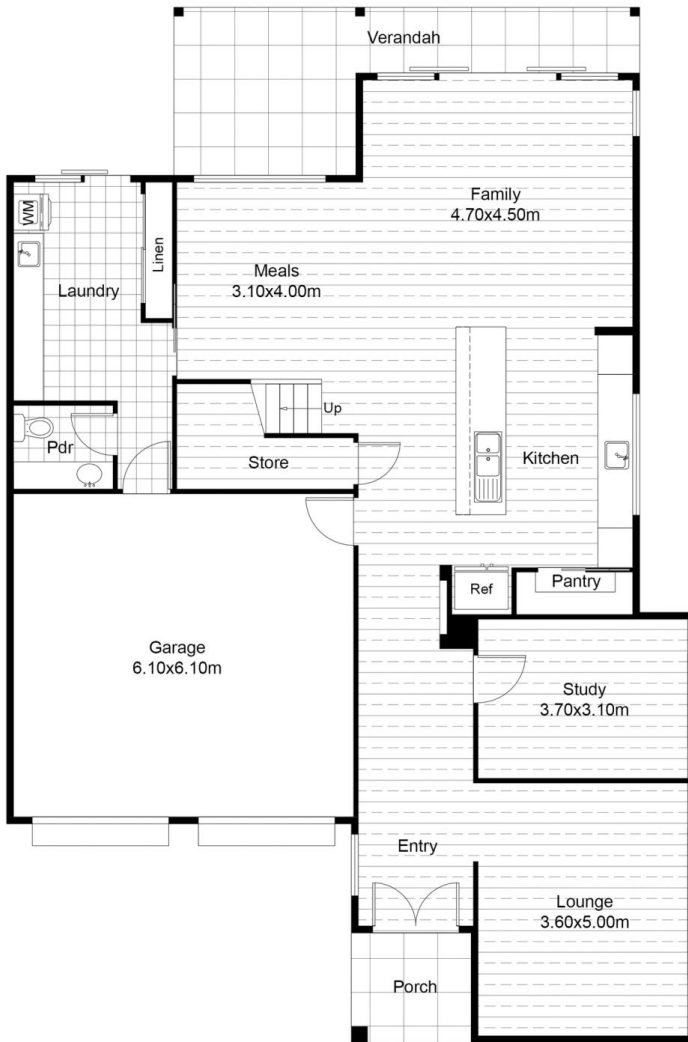 Verandah
Family
4.70x4.50m
WM
Linen
Meals
3.10x4.00m
Laundry
Up
Pdr
Store
Kitchen
Ref
Pantry
Garage
6.10x6.10m
Study
3.70x3.10m
Entry
Lounge
3.60x5.00m
Porch